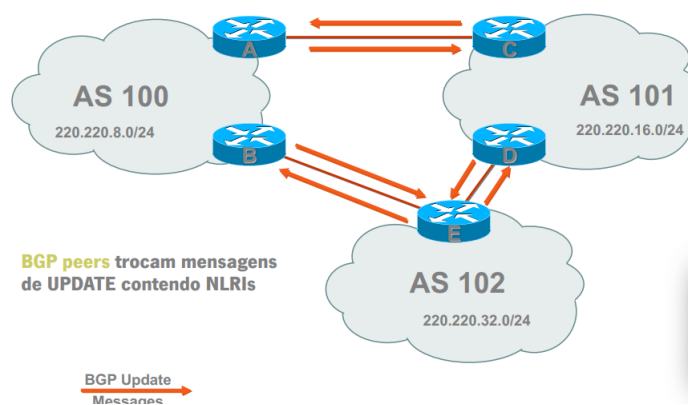 A
C
AS 100
220.220.8.0/24
AS 101
220.220.16.0/24
B
D
E
BGP peers trocam mensagens
de UPDATE contendo NLRIs
AS 102
220.220.32.0/24
BGP Update
Messages